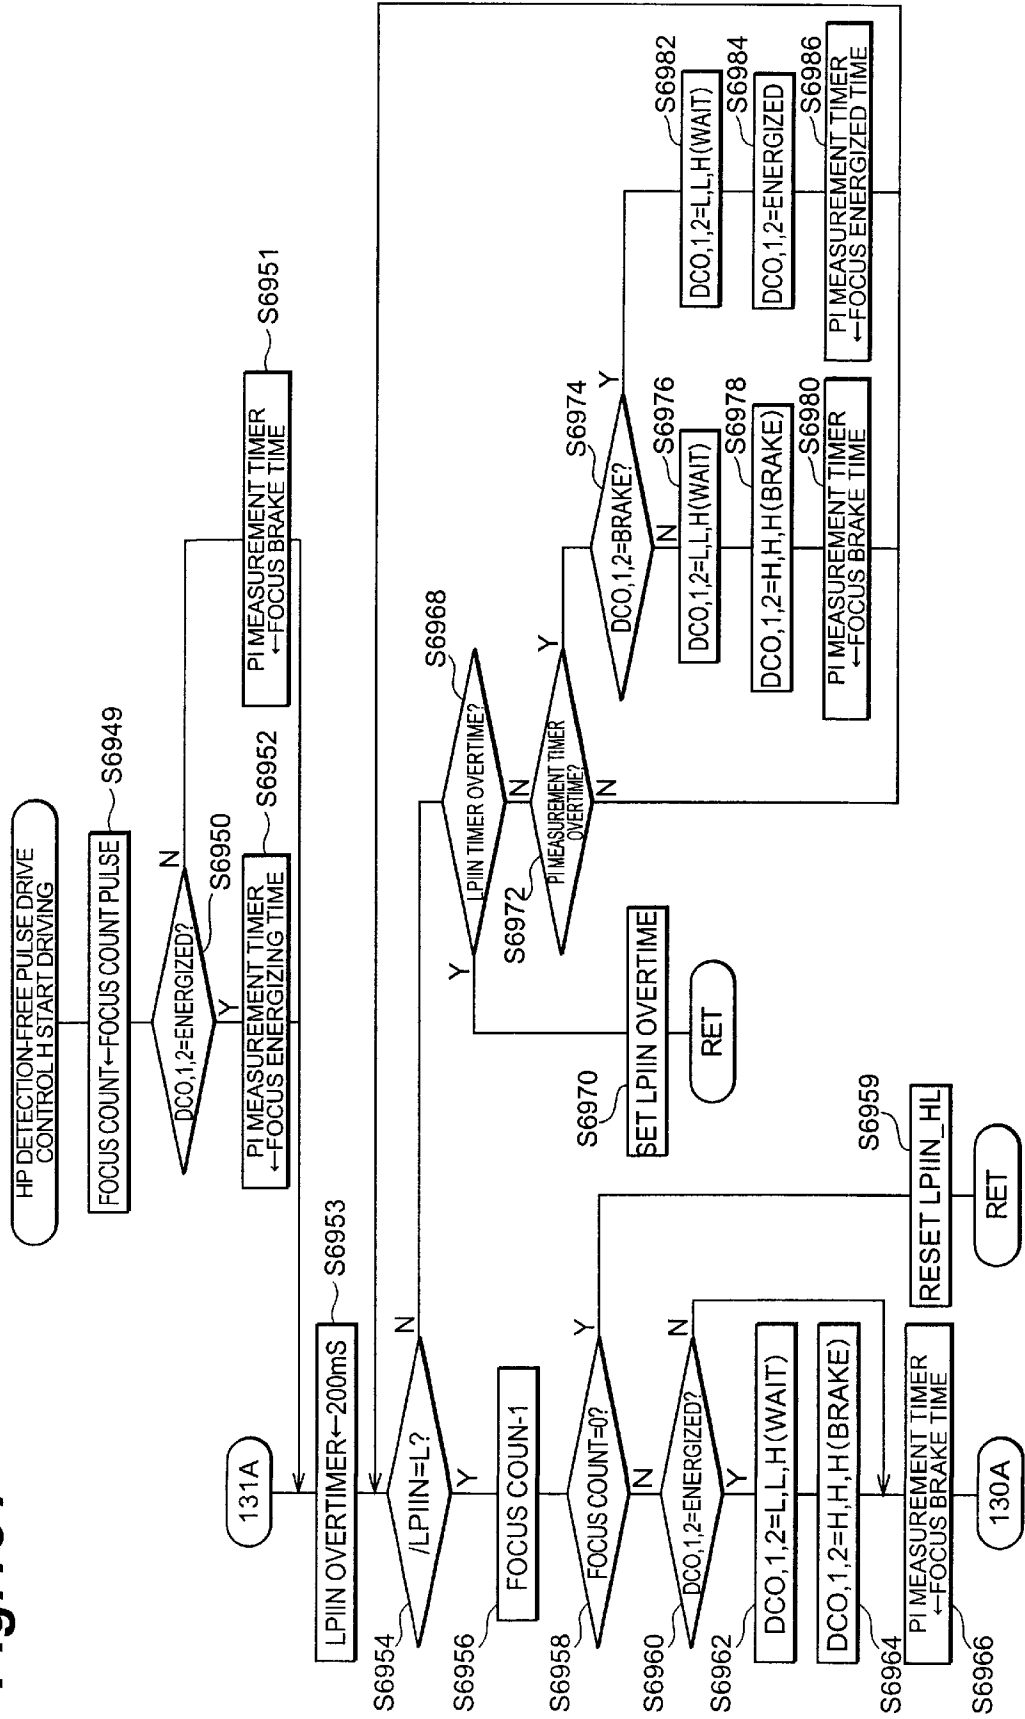 HP DETECTION-FREE PULSE DRIVE
CONTROL H START DRIVING
FOCUS COUNT←FOCUS COUNT PULSE
S6949
DCO,1,2=ENERGIZED?
S6950
N
Y
PI MEASUREMENT TIMER
←FOCUS ENERGIZING TIME
S6952
PI MEASUREMENT TIMER
←FOCUS BRAKE TIME
S6951
131A
LPIIN OVERTIMER←200mS
S6953
/LPIIN=L?
S6954
N
Y
FOCUS COUN-1
S6956
FOCUS COUNT=0?
S6958
Y
N
DCO,1,2=ENERGIZED?
S6960
N
Y
DCO,1,2=L,L,H(WAIT)
S6962
DCO,1,2=H,H,H(BRAKE)
S6964
PI MEASUREMENT TIMER
←FOCUS BRAKE TIME
S6966
130A
RESET LPIIN_HL
S6959
RET
LPIIN TIMER OVERTIME?
S6968
Y
N
SET LPIIN OVERTIME
S6970
RET
PI MEASUREMENT TIMER
OVERTIME?
S6972
Y
N
DCO,1,2=BRAKE?
S6974
Y
N
DCO,1,2=L,L,H(WAIT)
S6976
DCO,1,2=H,H,H(BRAKE)
S6978
PI MEASUREMENT TIMER
←FOCUS BRAKE TIME
S6980
DCO,1,2=L,L,H(WAIT)
S6982
DCO,1,2=ENERGIZED
S6984
PI MEASUREMENT TIMER
←FOCUS ENERGIZED TIME
S6986